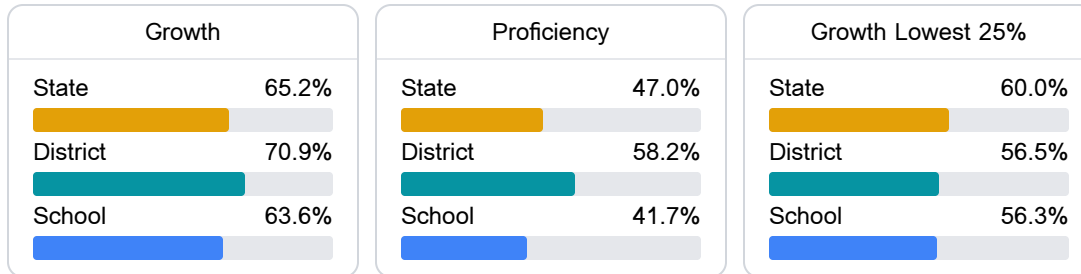 Growth
State 65.2%
District 70.9%
School 63.6%
Proficiency
State 47.0%
District 58.2%
School 41.7%
Growth Lowest 25%
State 60.0%
District 56.5%
School 56.3%